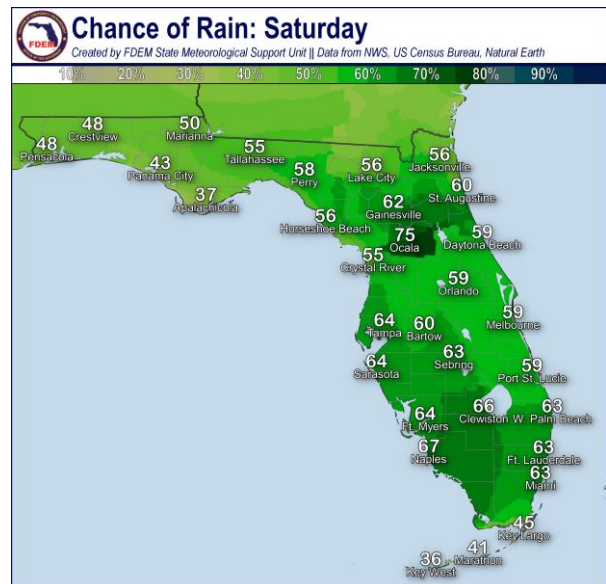 FDEM
Chance of Rain: Saturday
Created by FDEM State Meteorological Support Unit || Data from NWS, US Census Bureau, Natural Earth
10% 20% 30% 40% 50% 60% 70% 80% 90%
48
Crestview
50
Marianna
48
Pensacola
55
Tallahassee
56
Jacksonville
43
Panama City
58
Perry
56
Lake City
37
Apalachicola
60
St. Augustine
62
Gainesville
56
Horseshoe Beach
75
Ocala
59
Daytona Beach
55
Crystal River
59
Orlando
59
Melbourne
64
Tampa
60
Bartow
64
Sarasota
63
Sebring
59
Port St. Lucie
64
Ft. Myers
66
Clewiston
63
W. Palm Beach
67
Naples
63
Ft. Lauderdale
63
Miami
45
Key Largo
41
Marathon
36
Key West